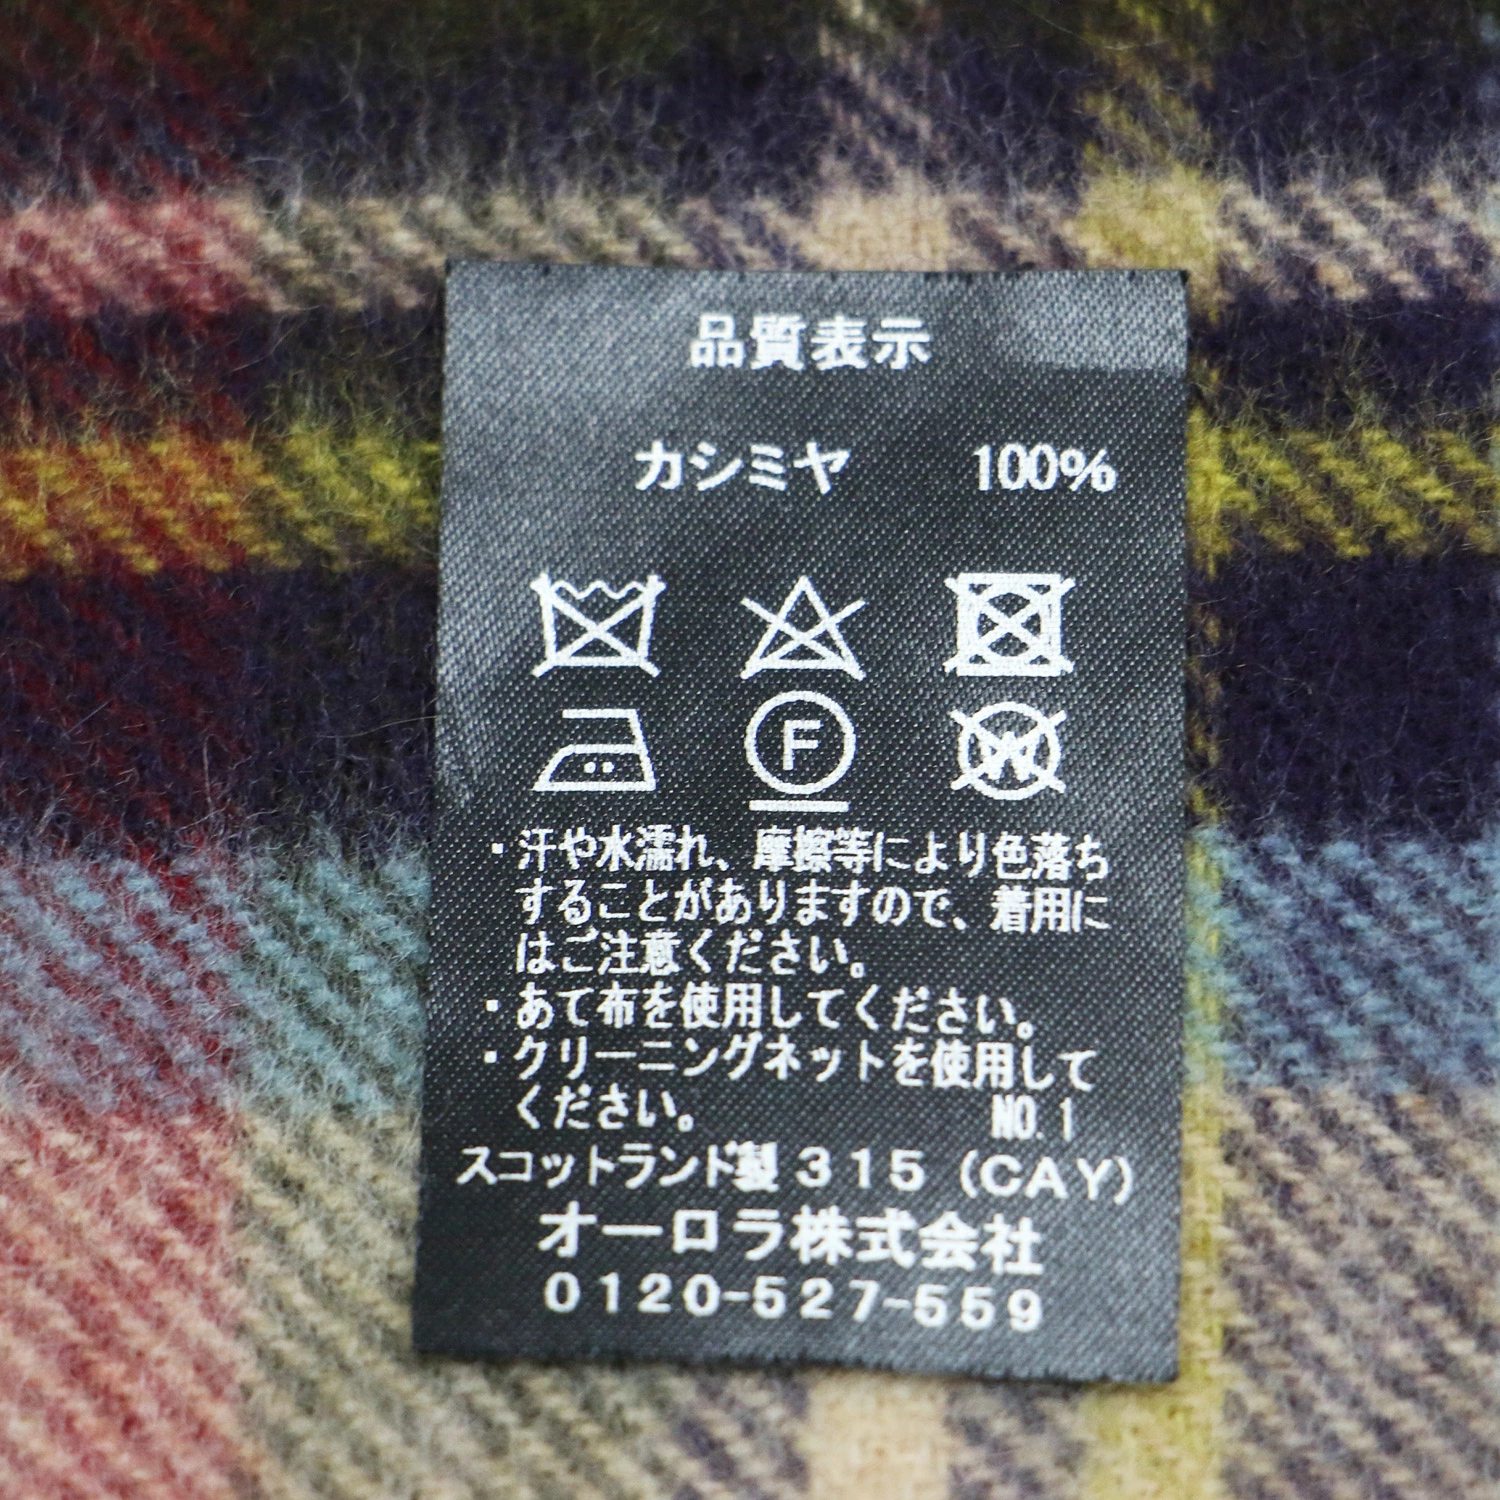 品質表示
カシミヤ 100%
F
W
・汗や水濡れ、摩擦等により色落ち
することがありますので、着用に
はご注意ください。
・あて布を使用してください。
・クリーニングネットを使用して
ください。 NO.1
スコットランド製 315 (CAY)
オーロラ株式会社
0120-527-559